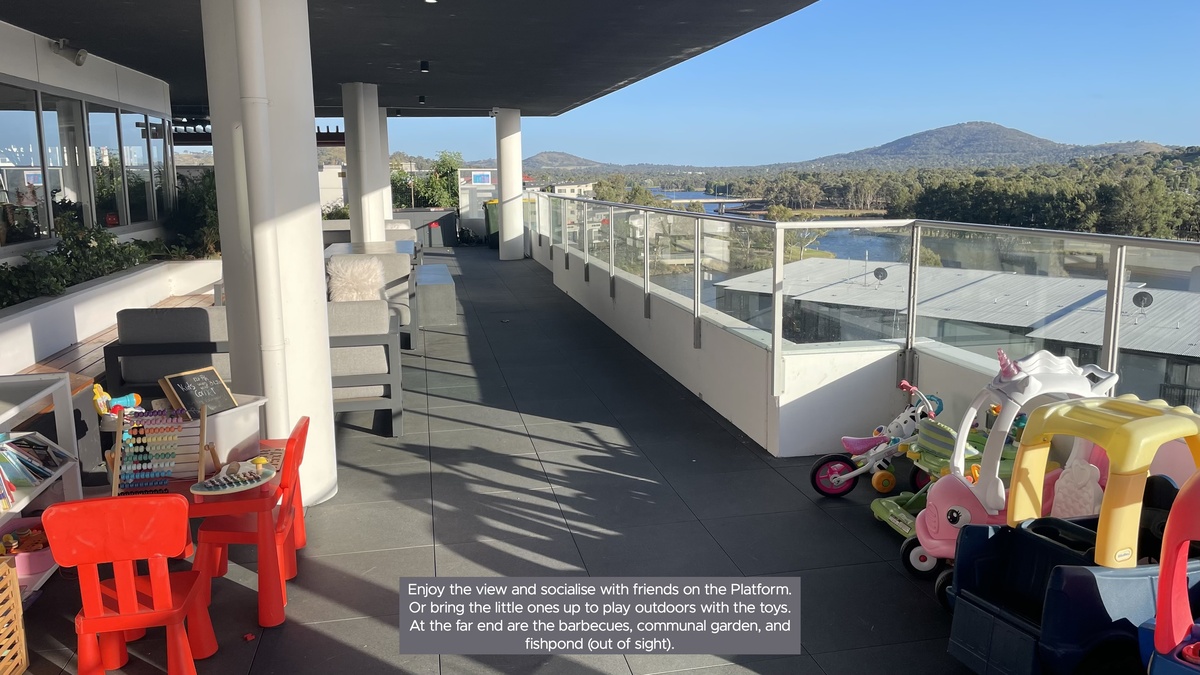 Enjoy the view and socialise with friends on the Platform.
Or bring the little ones up to play outdoors with the toys.
At the far end are the barbecues, communal garden, and
fishpond (out of sight).